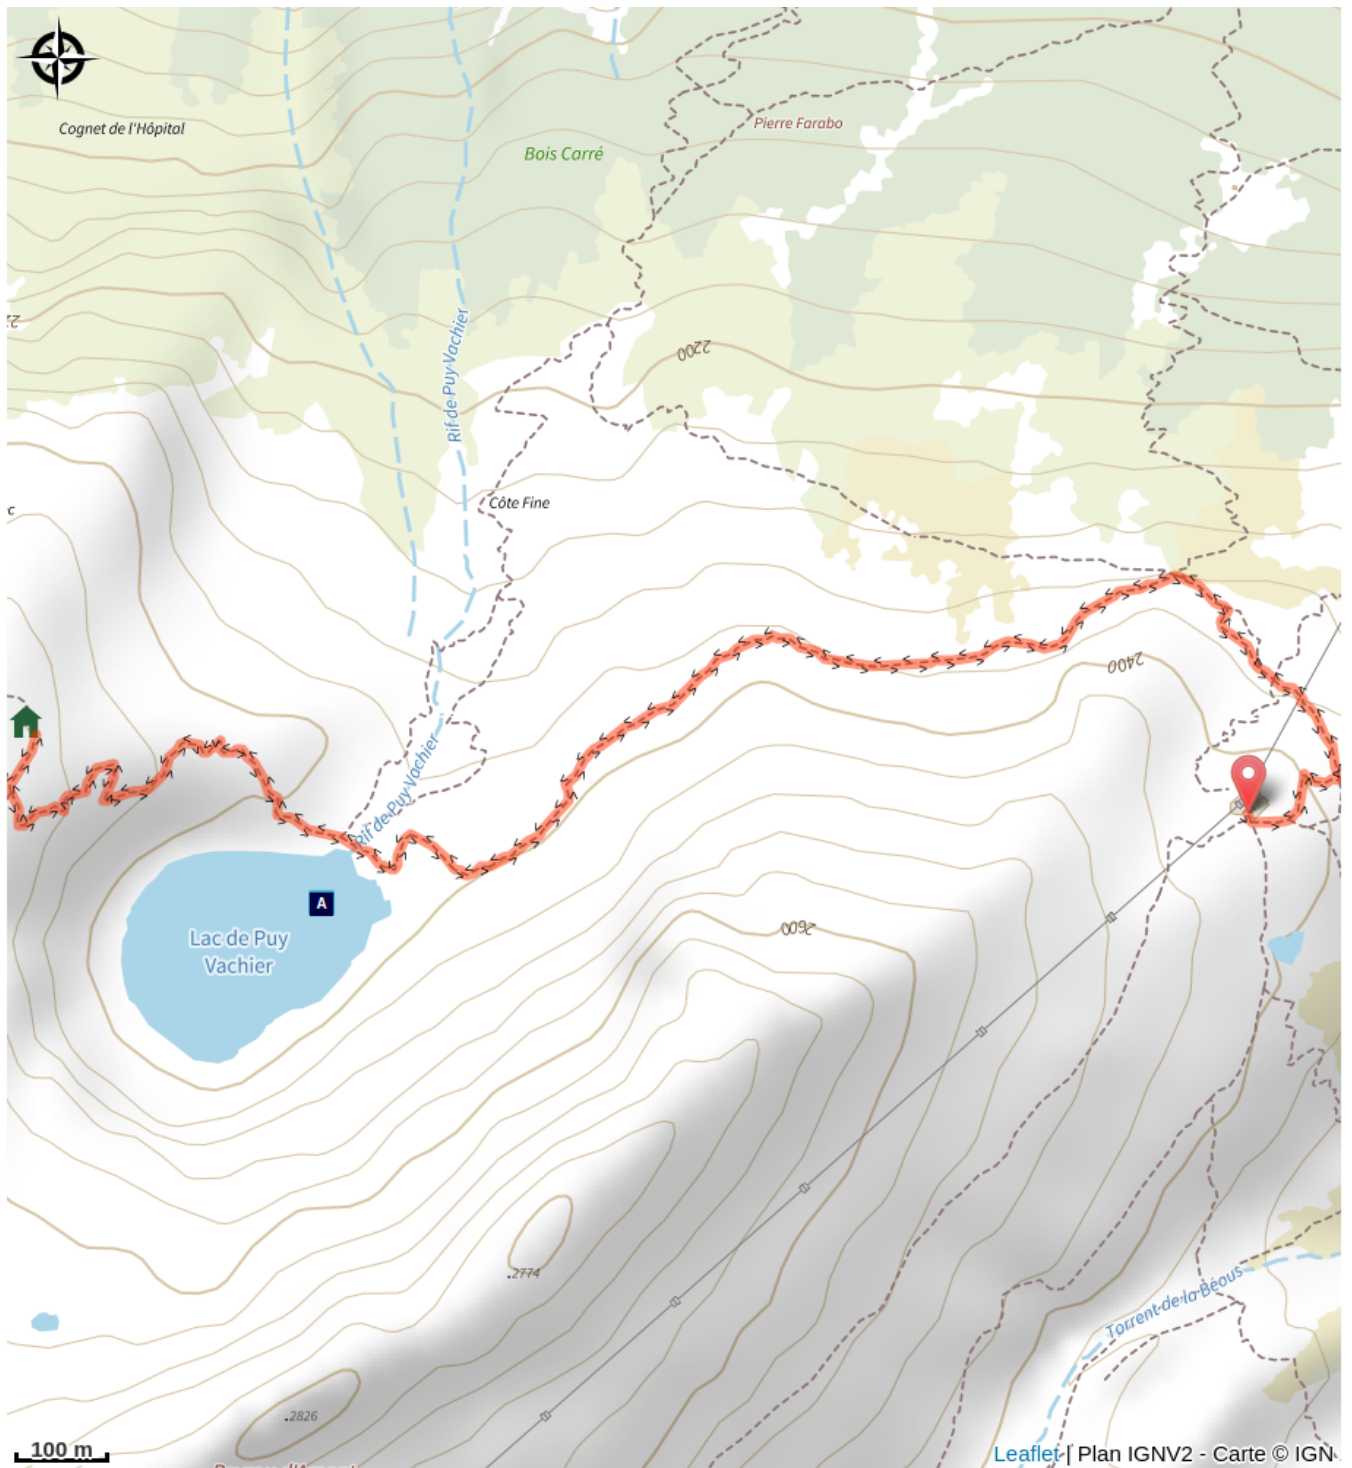 Pierre Farabo
Cognet de l'Hôpital
Bois Carré
Rif de Puy Vachier
2200
Côte Fine
2400
Rif de Puy Vachier
A
Lac de Puy
Vachier
2600
.2774
Torrent de la Béous
.2826
100 m
Leaflet | Plan IGNV2 - Carte © IGN